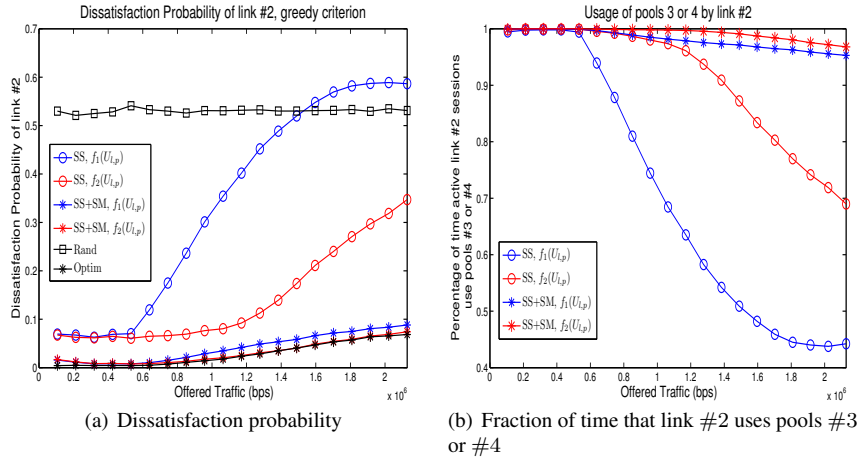 Dissatisfaction Probability of link #2, greedy criterion
Dissatisfaction Probability of link #2
0.7
0.6
0.5
0.4
0.3
0.2
0.1
0
SS, f1(Ul,p)
SS, f2(Ul,p)
SS+SM, f1(Ul,p)
SS+SM, f2(Ul,p)
Rand
Optim
0 0.2 0.4 0.6 0.8 1 1.2 1.4 1.6 1.8 2
Offered Traffic (bps)
x 10^6
(a) Dissatisfaction probability
Usage of pools 3 or 4 by link #2
Percentage of time active link #2 sessions
use pools #3 or #4
1
0.9
0.8
0.7
0.6
0.5
0.4
SS, f1(Ul,p)
SS, f2(Ul,p)
SS+SM, f1(Ul,p)
SS+SM, f2(Ul,p)
0 0.2 0.4 0.6 0.8 1 1.2 1.4 1.6 1.8 2
Offered Traffic (bps)
x 10^6
(b) Fraction of time that link #2 uses pools #3
or #4